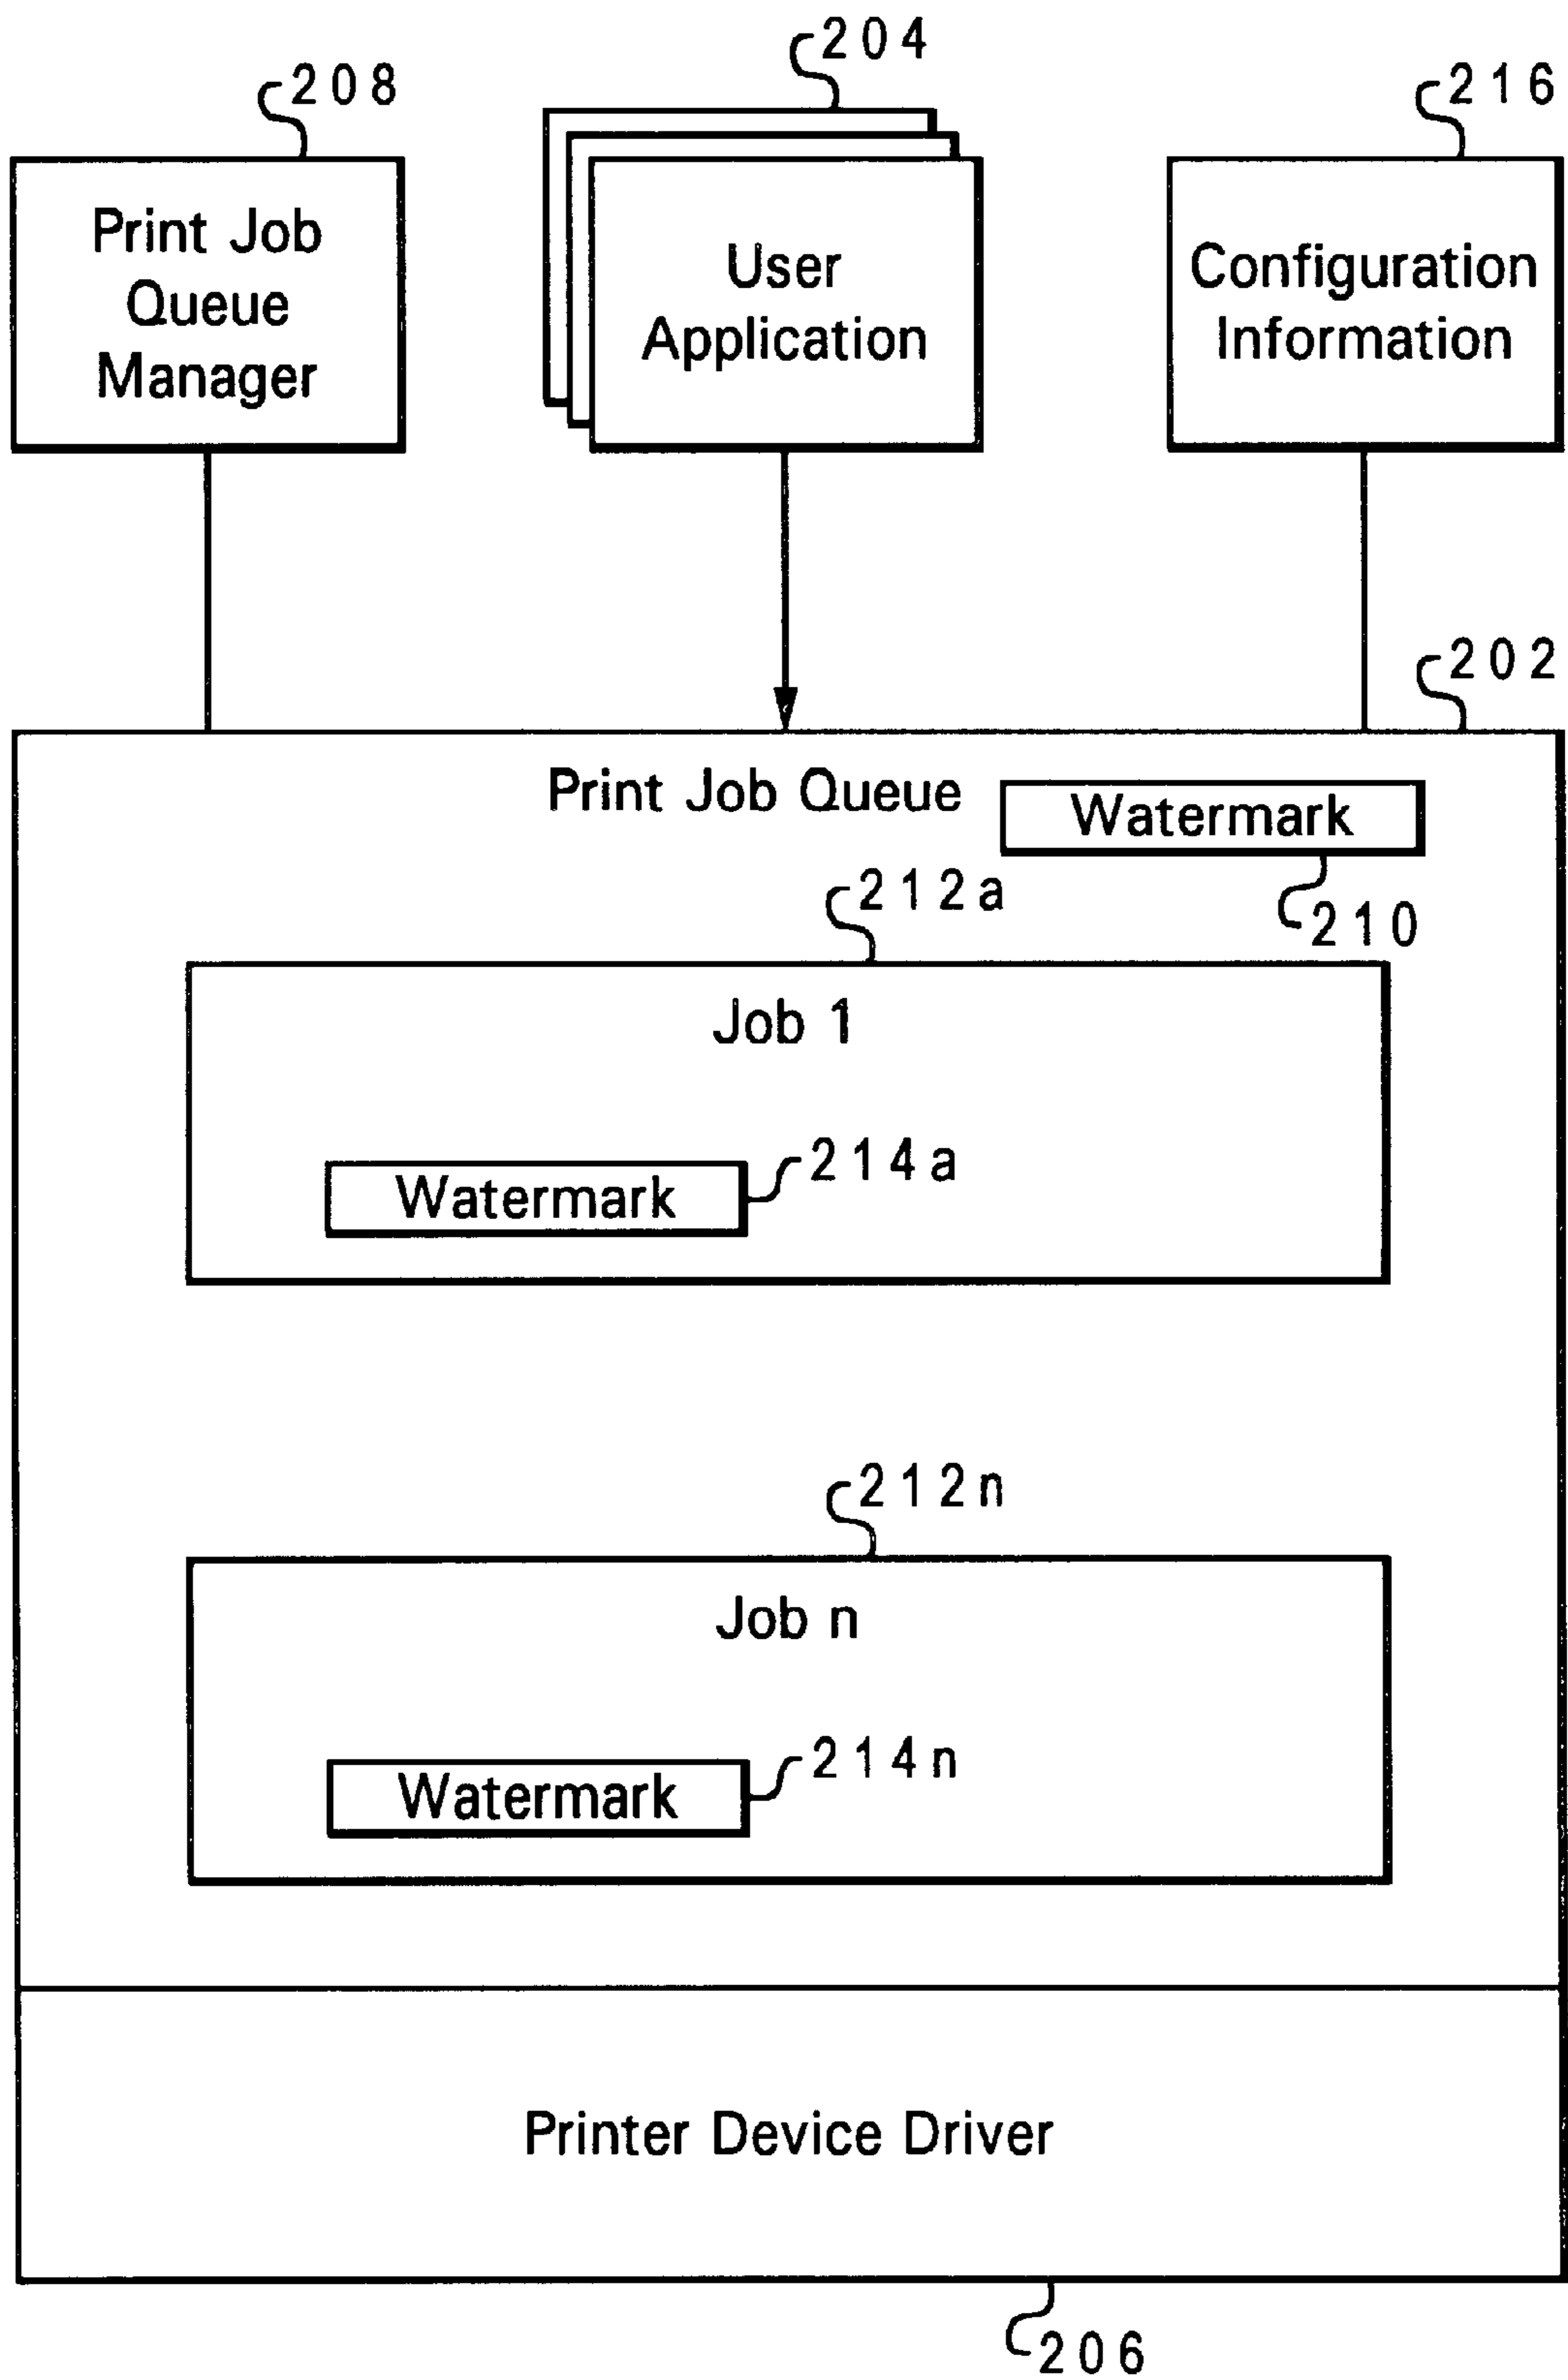 204
208
216
Print Job
Queue
Manager
User
Application
Configuration
Information
202
Print Job Queue
Watermark
210
212a
Job 1
214a
Watermark
212n
Job n
214n
Watermark
Printer Device Driver
206